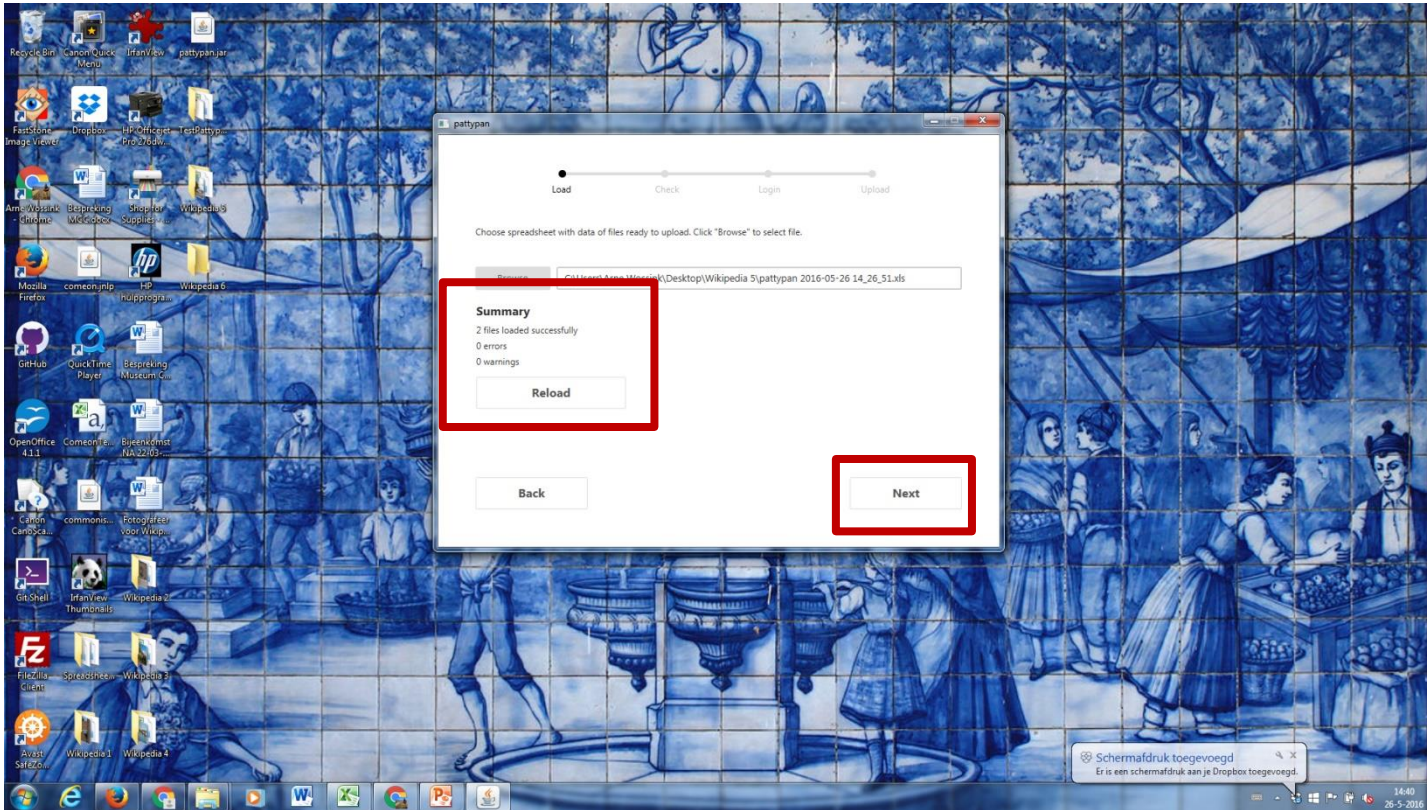 Recycle Bin
Canon Quick Menu
IrfanView
pattypan.jar
FastStone Image Viewer
Dropbox
HP Officejet Pro 276dw...
TestPattyp...
Arne Wossink - Chrome
Bespreking MCC.docx
Shop for Supplies - ...
Wikipedia 5
Mozilla Firefox
comeon.jnlp
HP hulpprogra...
Wikipedia 6
GitHub
QuickTime Player
Bespreking Museum C...
OpenOffice 4.1.1
ComeonTe...
Bijeenkomst NA 22-03-...
Canon CanoSca...
commonis...
Fotografeer voor Wikip...
Git Shell
IrfanView Thumbnails
Wikipedia 2
FileZilla Client
Spreadshee...
Wikipedia 3
Avast SafeZo...
Wikipedia 1
Wikipedia 4
pattypan
Load
Check
Login
Upload
Choose spreadsheet with data of files ready to upload. Click "Browse" to select file.
Browse
C:\Users\Arne Wossink\Desktop\Wikipedia 5\pattypan 2016-05-26 14_26_51.xls
Summary
2 files loaded successfully
0 errors
0 warnings
Reload
Back
Next
Schermafdruk toegevoegd
Er is een schermafdruk aan je Dropbox toegevoegd.
14:40
26-5-2016